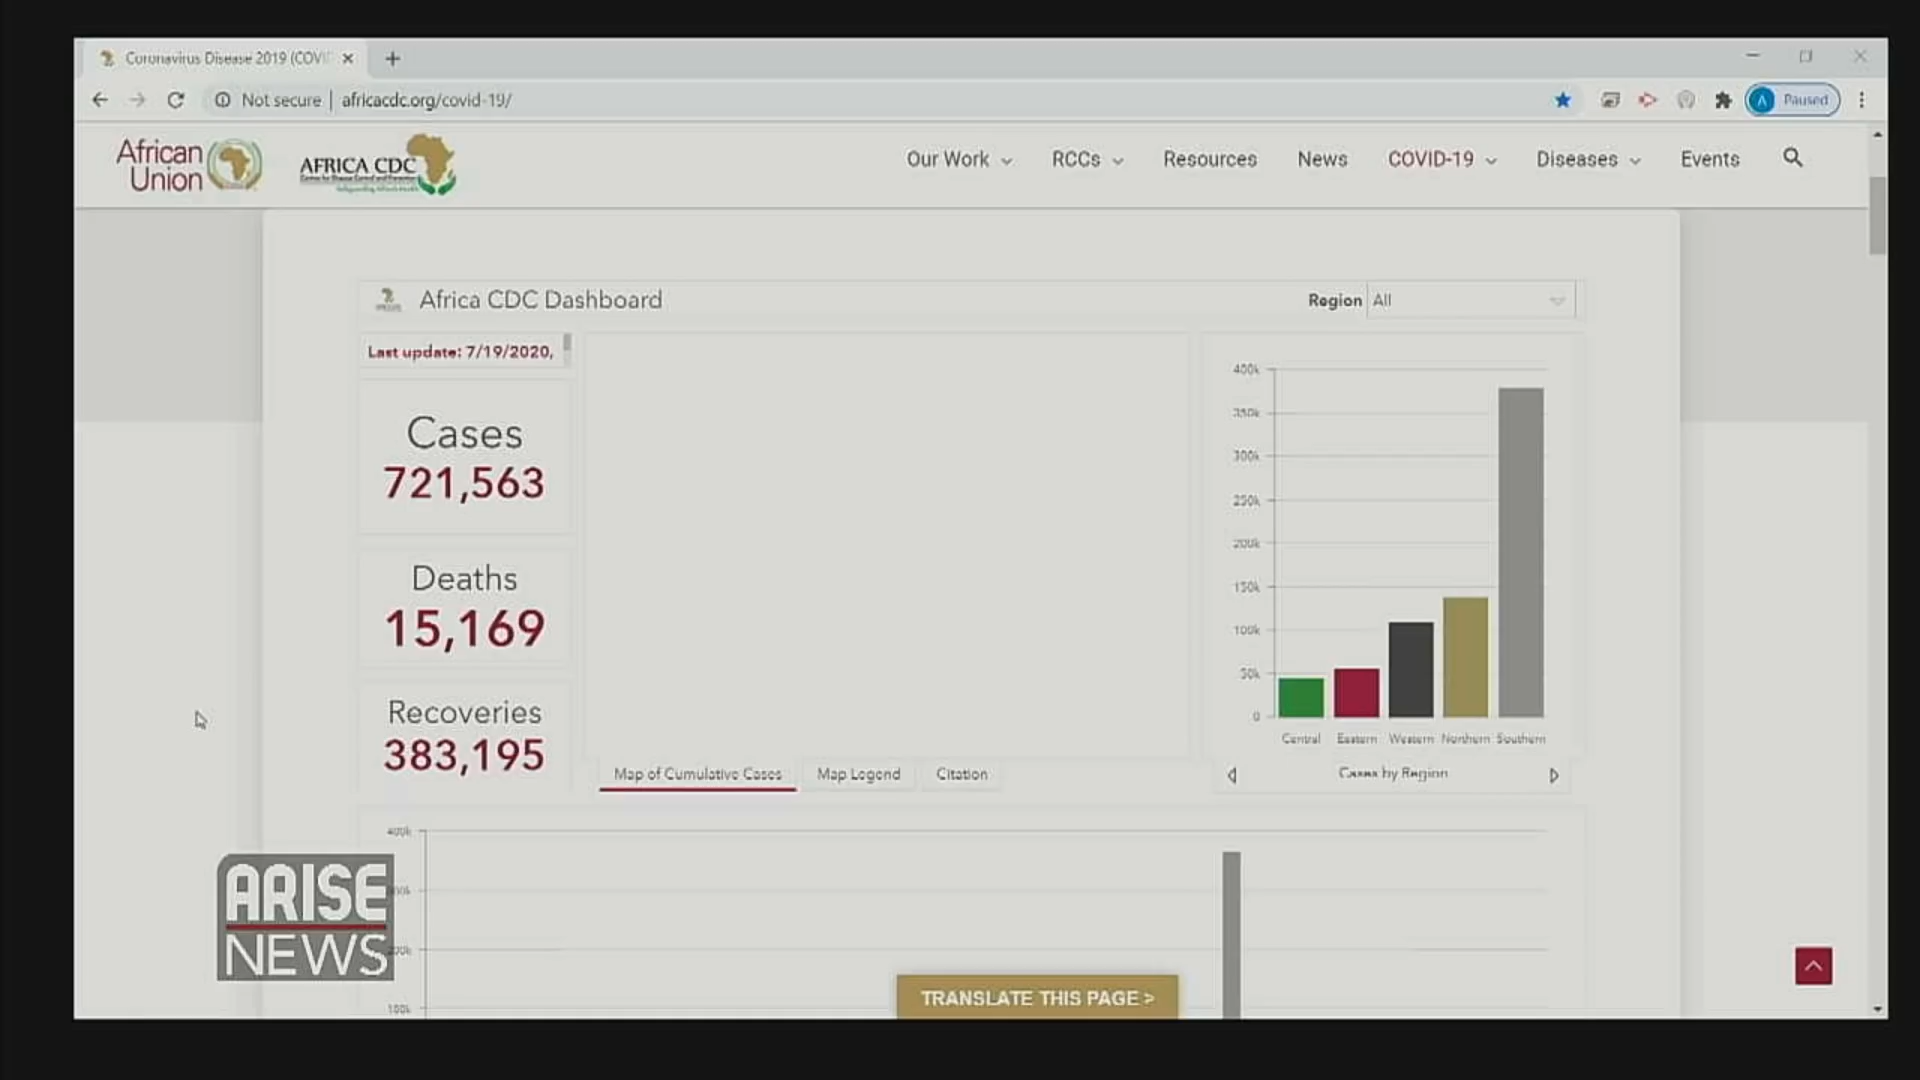 Coronavirus Disease 2019 (COVI
Not secure | africacdc.org/covid-19/
A Paused
African Union
AFRICA CDC
Our Work
RCCs
Resources
News
COVID-19
Diseases
Events
Africa CDC Dashboard
Region All
Last update: 7/19/2020,
Cases
721,563
Deaths
15,169
Recoveries
383,195
Map of Cumulative Cases
Map Legend
Citation
400k
350k
300k
250k
200k
150k
100k
50k
0
Central Eastern Western Northern Southern
Cases by Region
400k
200k
100k
ARISE
NEWS
TRANSLATE THIS PAGE >